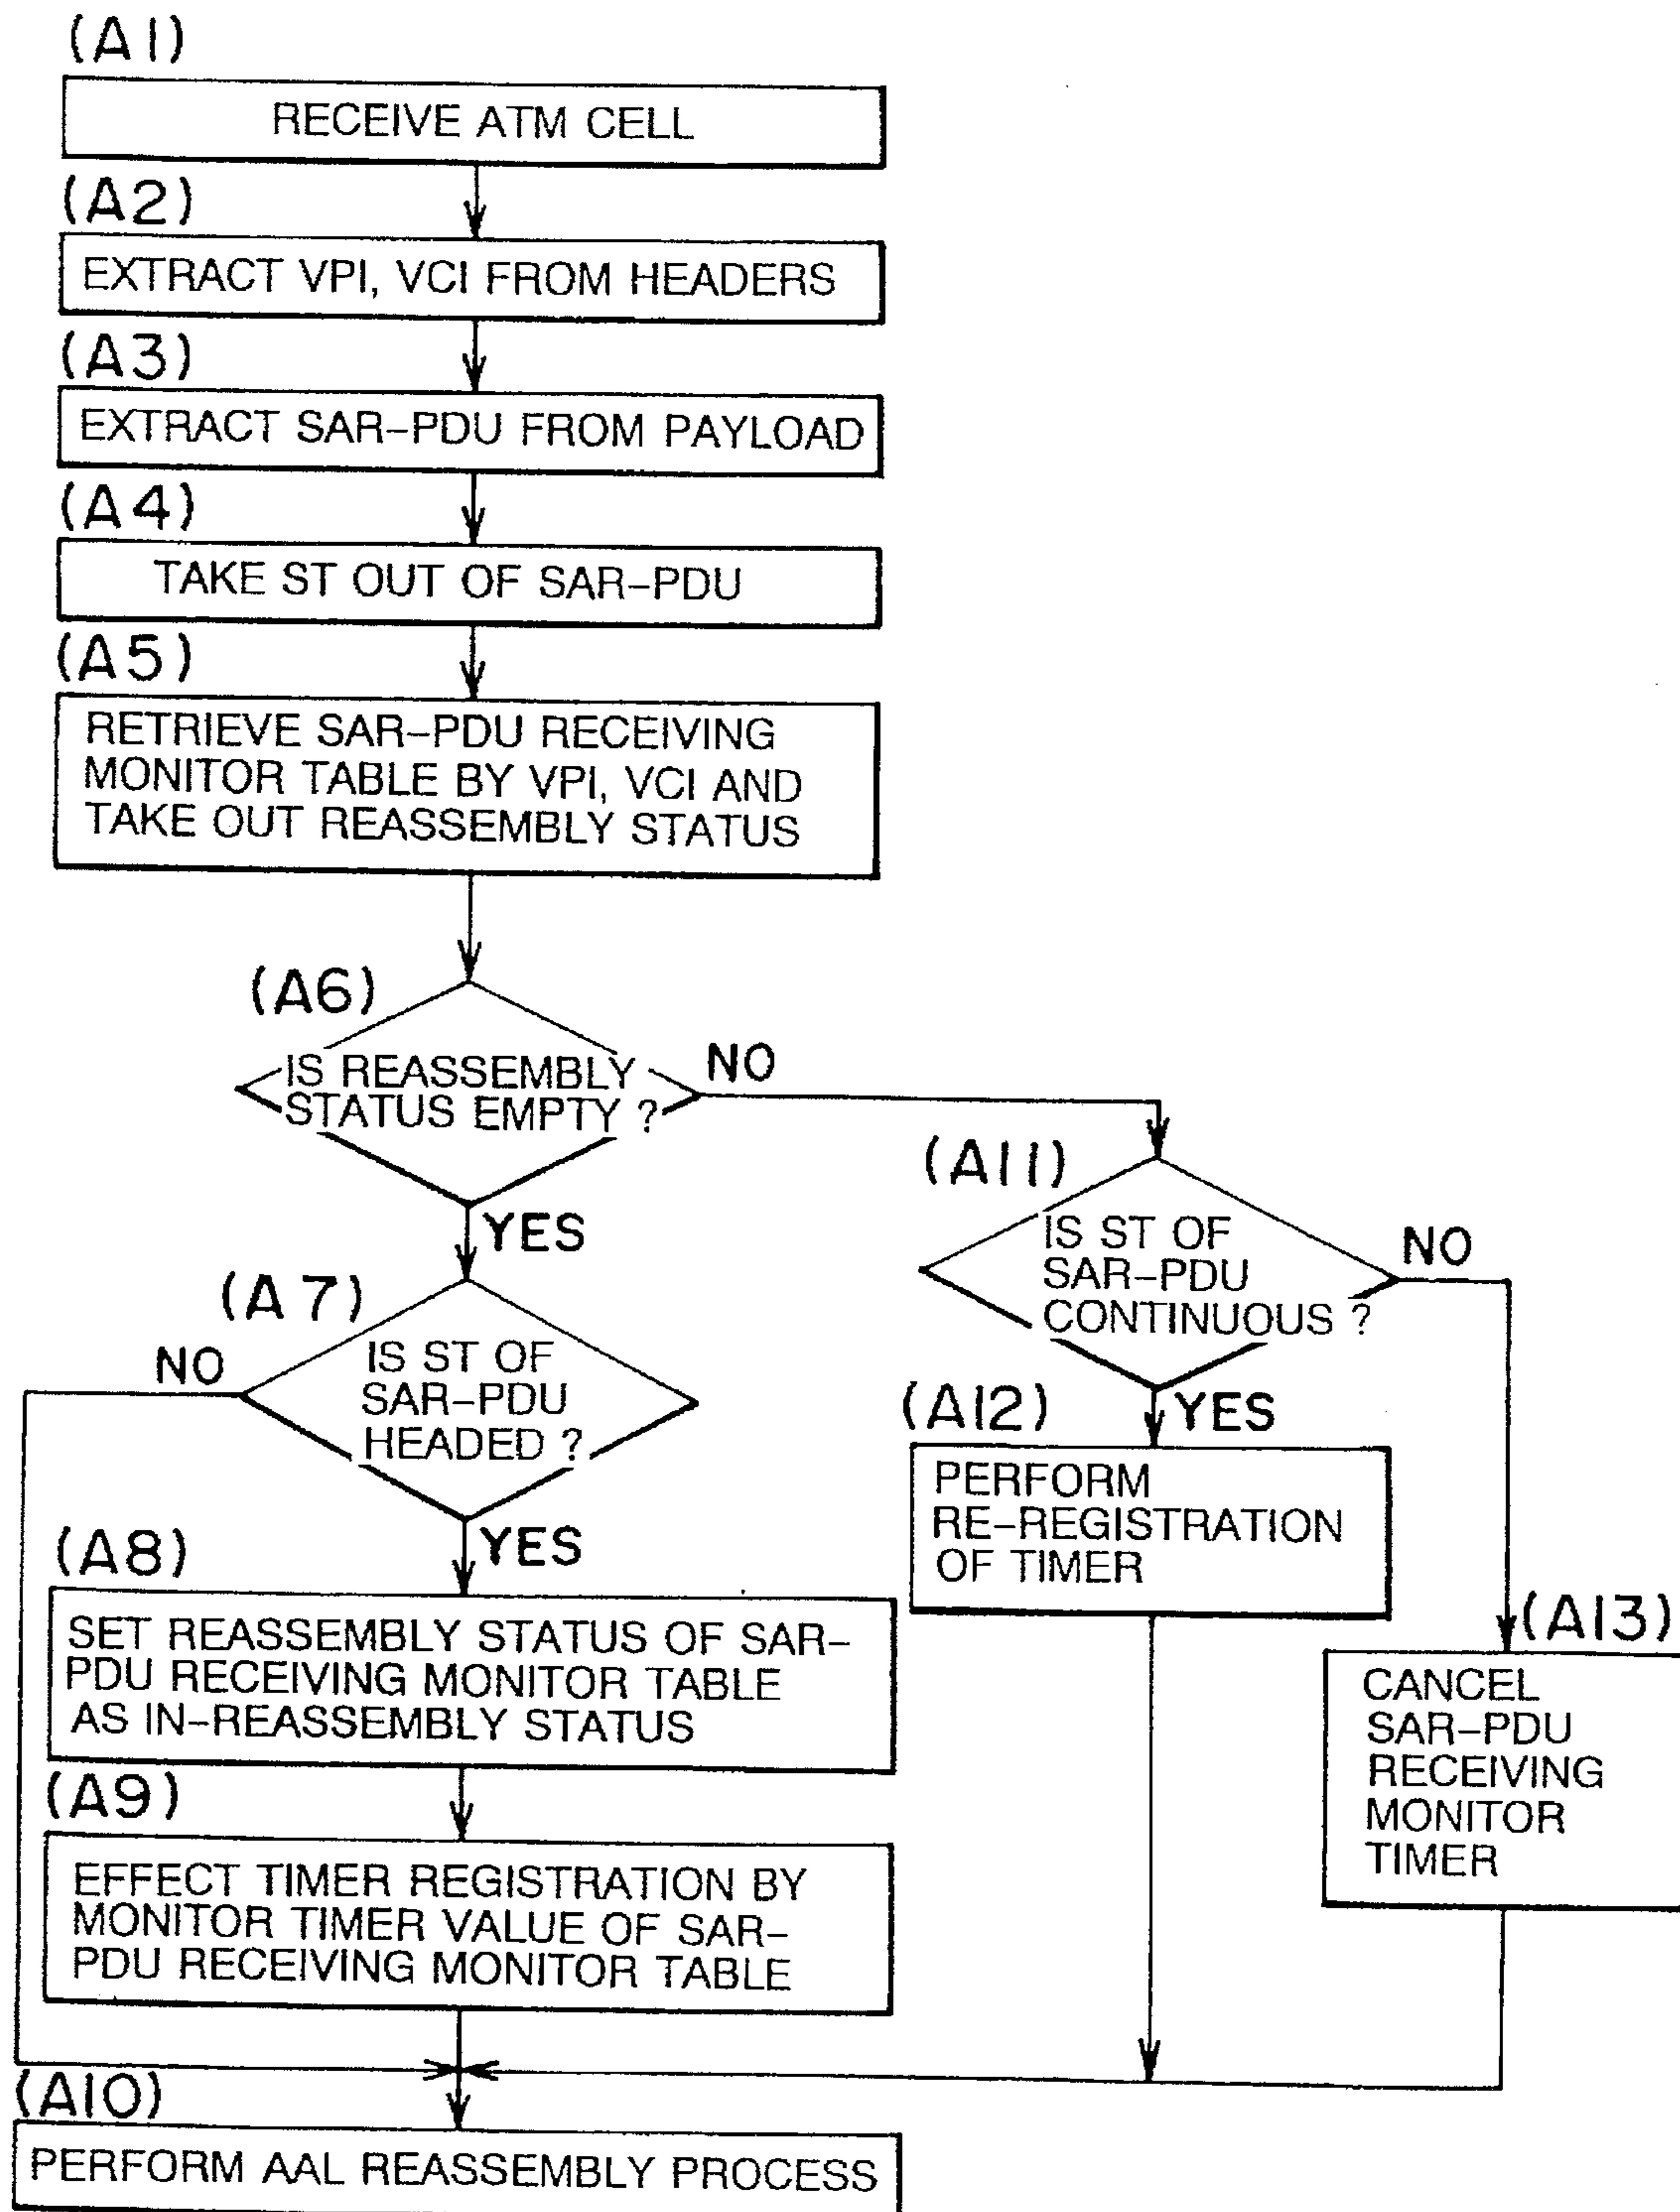 (A1)
RECEIVE ATM CELL
(A2)
EXTRACT VPI, VCI FROM HEADERS
(A3)
EXTRACT SAR-PDU FROM PAYLOAD
(A4)
TAKE ST OUT OF SAR-PDU
(A5)
RETRIEVE SAR-PDU RECEIVING
MONITOR TABLE BY VPI, VCI AND
TAKE OUT REASSEMBLY STATUS
(A6)
IS REASSEMBLY
STATUS EMPTY ?
NO
YES
(A7)
IS ST OF
SAR-PDU
HEADED ?
NO
YES
(A8)
SET REASSEMBLY STATUS OF SAR-
PDU RECEIVING MONITOR TABLE
AS IN-REASSEMBLY STATUS
(A9)
EFFECT TIMER REGISTRATION BY
MONITOR TIMER VALUE OF SAR-
PDU RECEIVING MONITOR TABLE
(A11)
IS ST OF
SAR-PDU
CONTINUOUS ?
NO
YES
(A12)
PERFORM
RE-REGISTRATION
OF TIMER
(A13)
CANCEL
SAR-PDU
RECEIVING
MONITOR
TIMER
(A10)
PERFORM AAL REASSEMBLY PROCESS